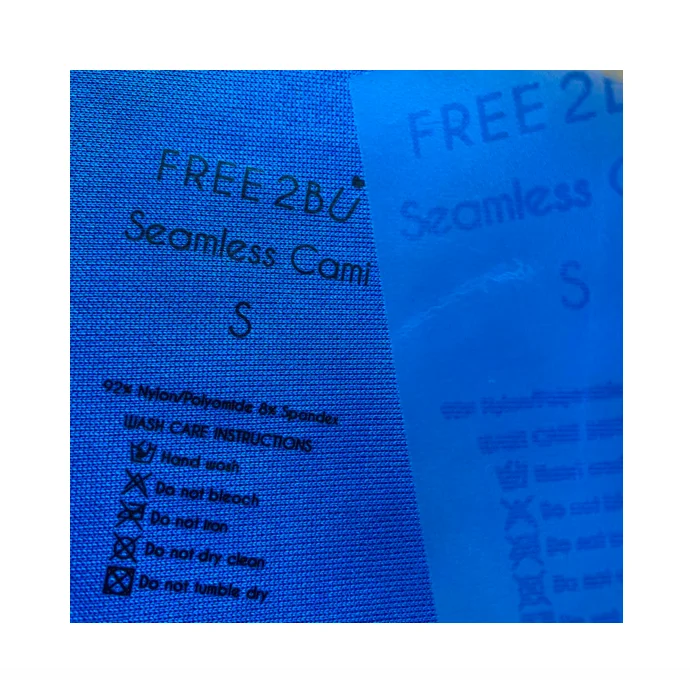 FREE 2BU
Seamless Cami
S
92% Nylon/Polyamide 8% Spandex
WASH CARE INSTRUCTIONS
Hand wash
Do not bleach
Do not iron
Do not dry clean
Do not tumble dry
FREE 2
Seamless
S